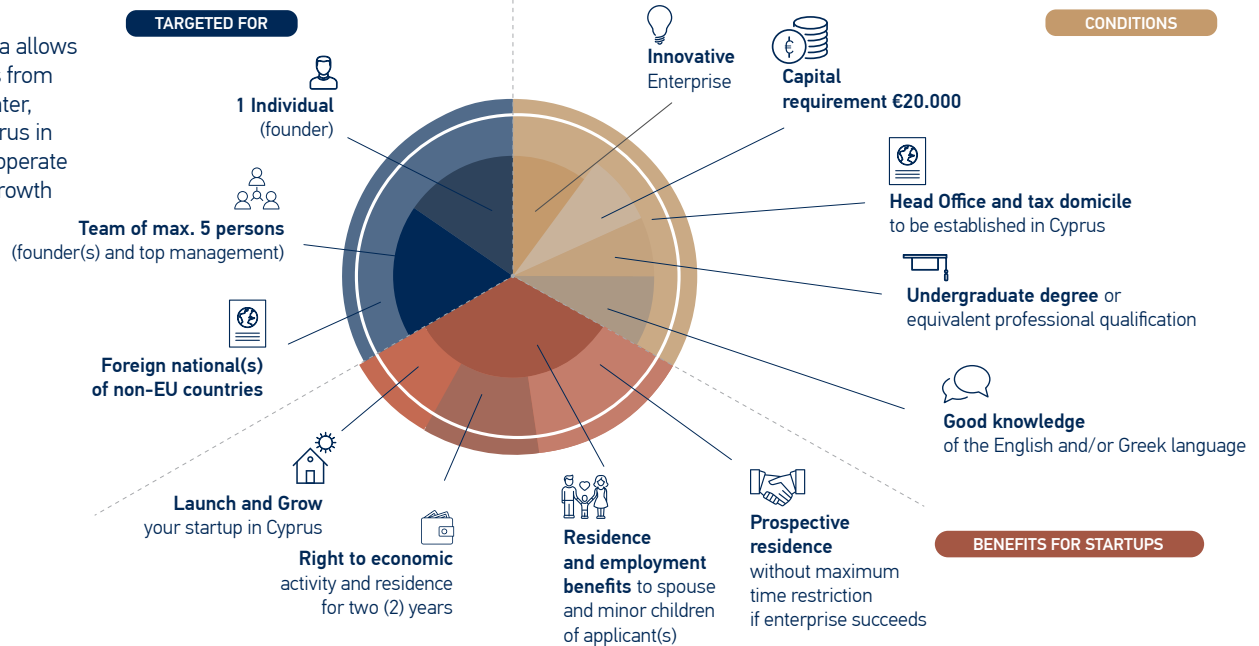 TARGETED FOR
a allows
s from
ter,
rus in
operate
rowth
1 Individual
(founder)
Team of max. 5 persons
(founder(s) and top management)
Foreign national(s)
of non-EU countries
CONDITIONS
Innovative
Enterprise
Capital
requirement €20.000
Head Office and tax domicile
to be established in Cyprus
Undergraduate degree or
equivalent professional qualification
Good knowledge
of the English and/or Greek language
BENEFITS FOR STARTUPS
Launch and Grow
your startup in Cyprus
Right to economic
activity and residence
for two (2) years
Residence
and employment
benefits to spouse
and minor children
of applicant(s)
Prospective
residence
without maximum
time restriction
if enterprise succeeds